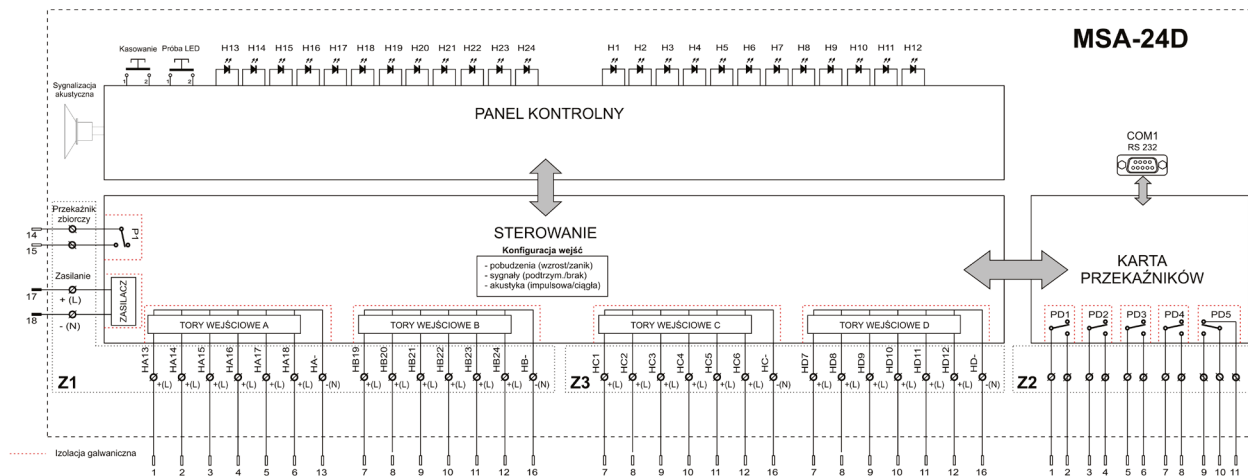 MSA-24D
Kasowanie Próba LED H13 H14 H15 H16 H17 H18 H19 H20 H21 H22 H23 H24 H1 H2 H3 H4 H5 H6 H7 H8 H9 H10 H11 H12
1 2 1 2
Sygnalizacja
akustyczna
PANEL KONTROLNY
COM1
RS 232
Przekaźnik
zbiorczy
14
15
P1
STEROWANIE
Konfiguracja wejść
- pobudzenia (wzrost/zanik)
- sygnały (podtrzym./brak)
- akustyka (impulsowa/ciągła)
KARTA
PRZEKAŹNIKÓW
Zasilanie
17
+ (L)
18
- (N)
ZASILACZ
TORY WEJŚCIOWE A TORY WEJŚCIOWE B TORY WEJŚCIOWE C TORY WEJŚCIOWE D
PD1 PD2 PD3 PD4 PD5
HA13 HA14 HA15 HA16 HA17 HA18 HA- HB19 HB20 HB21 HB22 HB23 HB24 HB- HC1 HC2 HC3 HC4 HC5 HC6 HC- HD7 HD8 HD9 HD10 HD11 HD12 HD-
Z1 Z3 Z2
+(L) +(L) +(L) +(L) +(L) +(L) -(N) +(L) +(L) +(L) +(L) +(L) +(L) -(N) +(L) +(L) +(L) +(L) +(L) +(L) -(N) +(L) +(L) +(L) +(L) +(L) +(L) -(N)
Izolacja galwaniczna
1 2 3 4 5 6 13 7 8 9 10 11 12 16 7 8 9 10 11 12 16 7 8 9 10 11 12 16 1 2 3 4 5 6 7 8 9 10 11